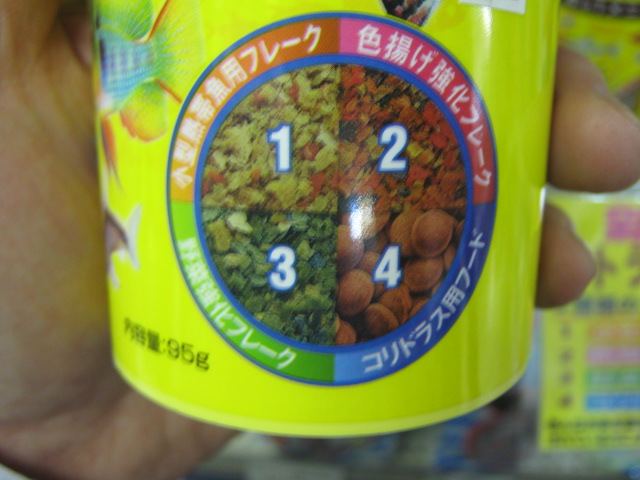 小型熱帯魚用フレーク
色揚げ強化フレーク
1
2
3
4
野菜強化フレーク
コリドラス用フード
内容量:95g